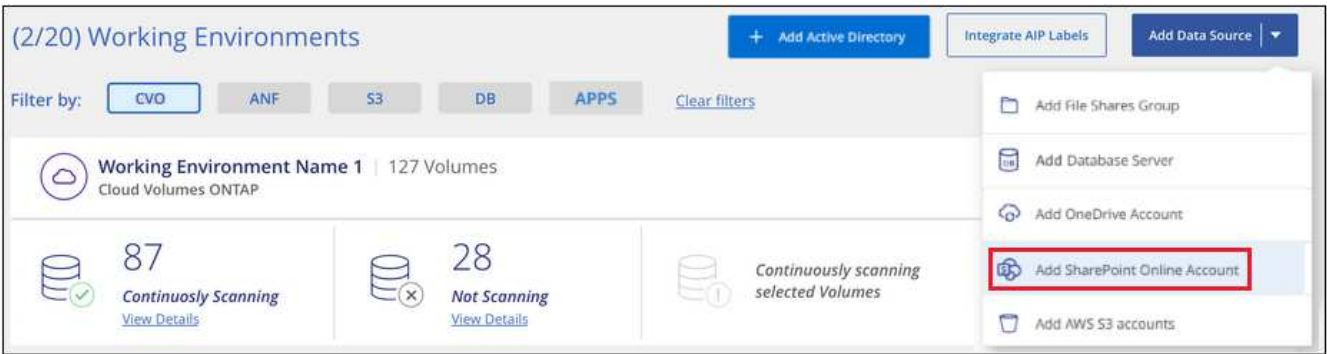 (2/20) Working Environments
+ Add Active Directory
Integrate AIP Labels
Add Data Source
Filter by: CVO ANF S3 DB APPS Clear filters
Working Environment Name 1 | 127 Volumes
Cloud Volumes ONTAP
87
Continuosly Scanning
View Details
28
Not Scanning
View Details
Continuously scanning
selected Volumes
Add File Shares Group
DB
Add Database Server
Add OneDrive Account
Add SharePoint Online Account
Add AWS S3 accounts